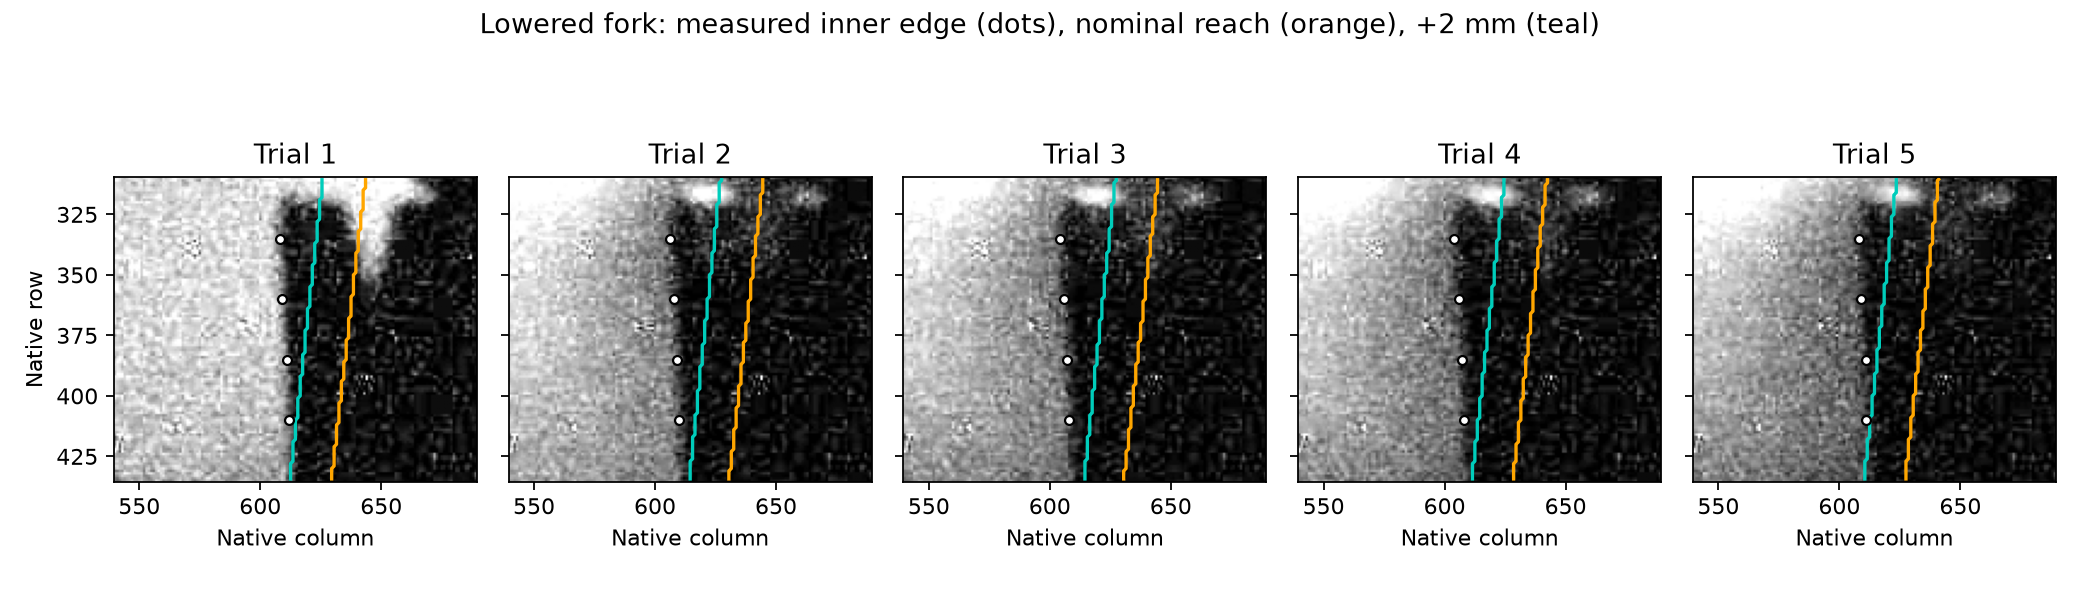 Lowered fork: measured inner edge (dots), nominal reach (orange), +2 mm (teal)
Trial 1 Trial 2 Trial 3 Trial 4 Trial 5
Native row
325
350
375
400
425
550 600 650 550 600 650 550 600 650 550 600 650 550 600 650
Native column Native column Native column Native column Native column